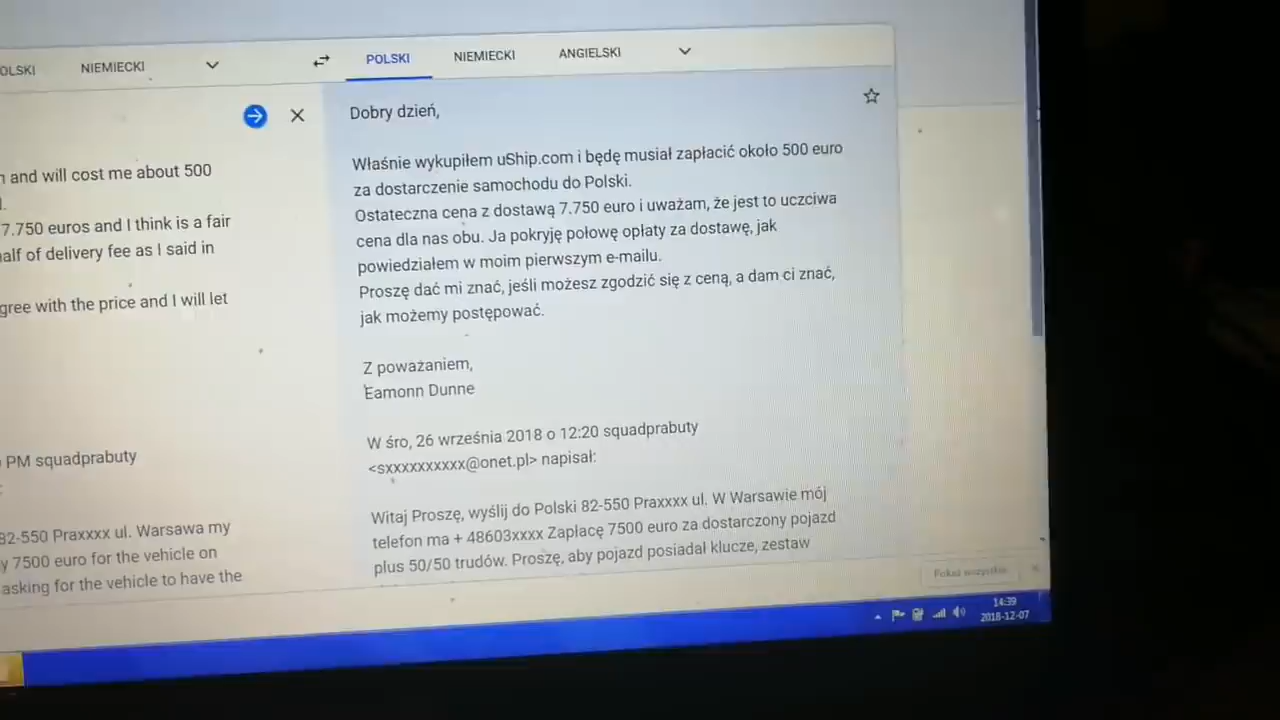 OLSKI NIEMIECKI POLSKI NIEMIECKI ANGIELSKI
and will cost me about 500
7.750 euros and I think is a fair
half of delivery fee as I said in
gree with the price and I will let
PM squadprabuty
82-550 Praxxxx ul. Warsawa my
y 7500 euro for the vehicle on
asking for the vehicle to have the
Dobry dzień,
Właśnie wykupiłem uShip.com i będę musiał zapłacić około 500 euro
za dostarczenie samochodu do Polski.
Ostateczna cena z dostawą 7.750 euro i uważam, że jest to uczciwa
cena dla nas obu. Ja pokryję połowę opłaty za dostawę, jak
powiedziałem w moim pierwszym e-mailu.
Proszę dać mi znać, jeśli możesz zgodzić się z ceną, a dam ci znać,
jak możemy postępować.
Z poważaniem,
Eamonn Dunne
W śro, 26 września 2018 o 12:20 squadprabuty
<sxxxxxxxxxx@onet.pl> napisał:
Witaj Proszę, wyślij do Polski 82-550 Praxxxx ul. W Warsawie mój
telefon ma + 48603xxxx Zapłacę 7500 euro za dostarczony pojazd
plus 50/50 trudów. Proszę, aby pojazd posiadał klucze, zestaw
Pokaż wszystkie
14:39
2018-12-07